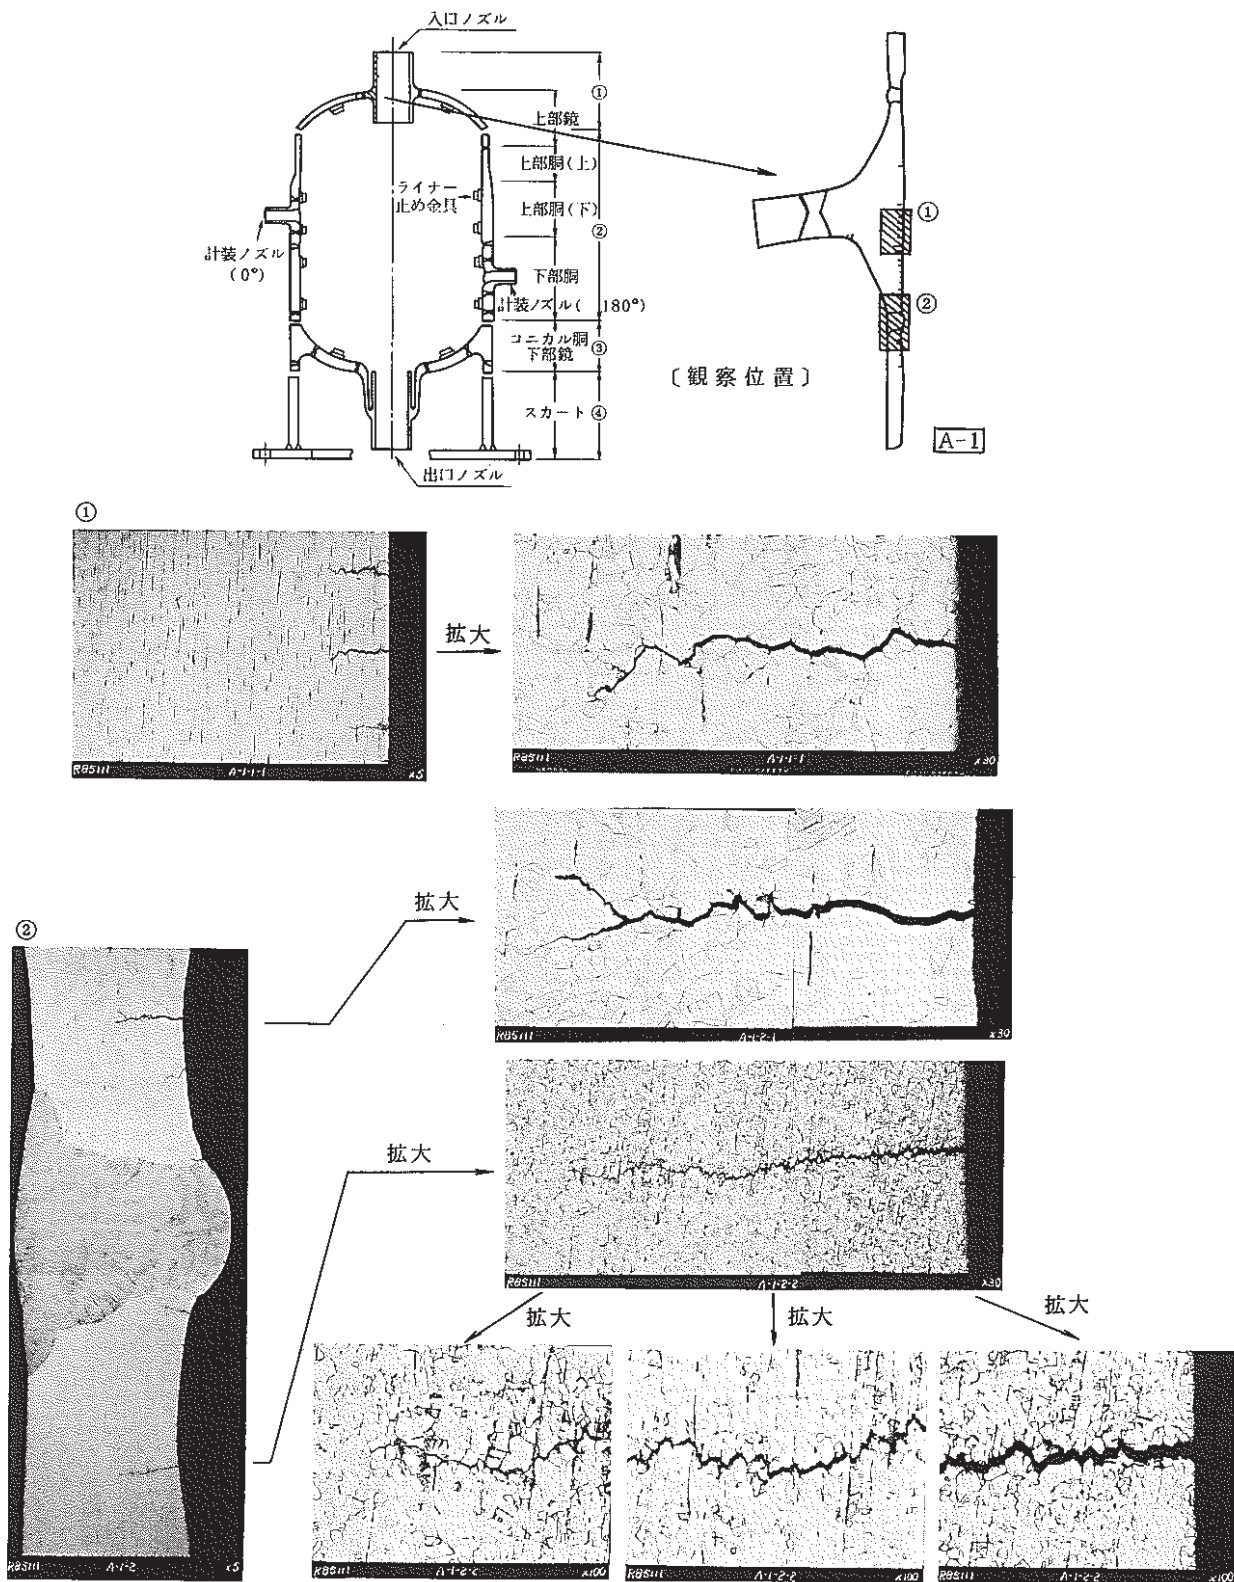 入口ノズル
①
上部鏡
上部胴(上)
ライナー
止め金具
上部胴(下)
②
計装ノズル
(0°)
下部胴
計装ノズル( 180°)
コニカル胴
下部鏡
③
スカート
④
出口ノズル
①
②
〔観察位置〕
A-1
①
拡大
R85111 A-1-1-1 ×5
R85111 A-1-1-1 ×30
拡大
R85111 A-1-2-1 ×30
②
拡大
R85111 A-1-2-2 ×30
拡大
拡大
拡大
R85111 A-1-2 ×5
R85111 A-1-2-2 ×100
A-1-2-2 ×100
A-1-2-2 ×100